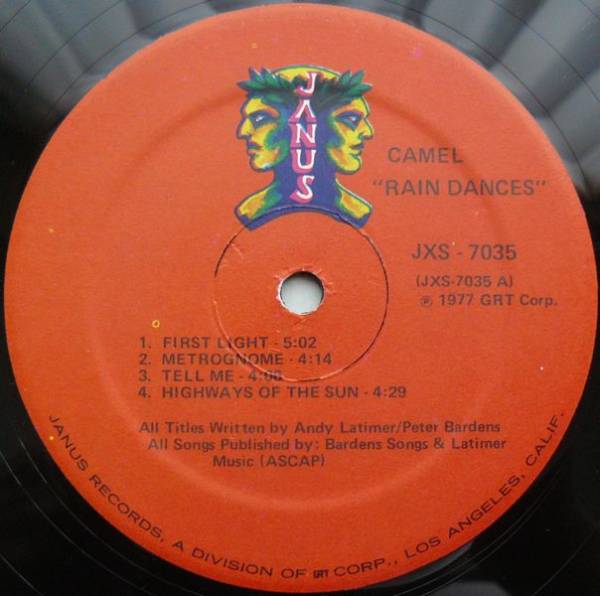 JANUS
CAMEL
"RAIN DANCES"
JXS - 7035
(JXS-7035 A)
℗ 1977 GRT Corp.
1. FIRST LIGHT - 5:02
2. METROGNOME - 4:14
3. TELL ME - 4:06
4. HIGHWAYS OF THE SUN - 4:29
All Titles Written by Andy Latimer/Peter Bardens
All Songs Published by: Bardens Songs & Latimer
Music (ASCAP)
JANUS RECORDS, A DIVISION OF GRT CORP., LOS ANGELES, CALIF.